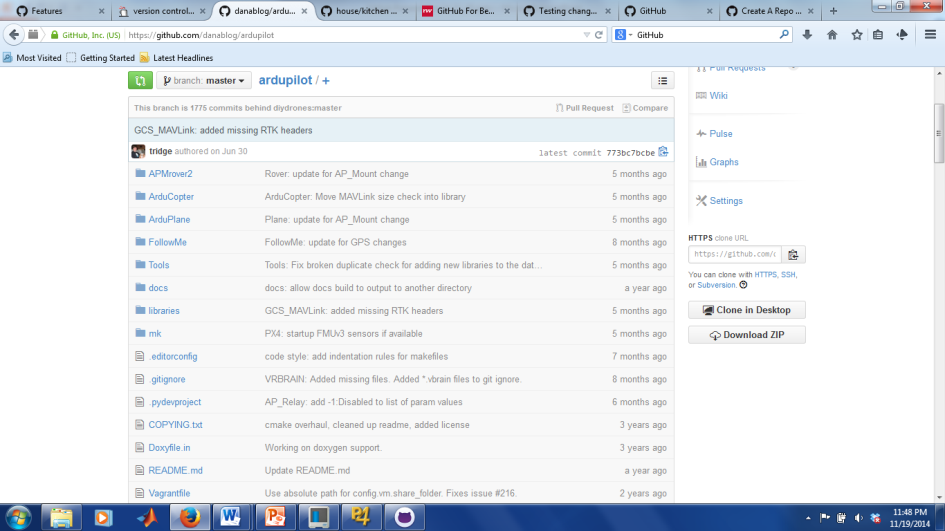 Features × version control... × danablog/ardu... × house/kitchen ... × GitHub For Be... × Testing chang... × GitHub × Create A Repo ... × +
GitHub, Inc. (US) https://github.com/danablog/ardupilot GitHub
Most Visited Getting Started Latest Headlines
branch: master ardupilot / +
This branch is 1775 commits behind diydrones:master Pull Request Compare
GCS_MAVLink: added missing RTK headers
tridge authored on Jun 30 latest commit 773bc7bcbe
APMrover2 Rover: update for AP_Mount change 5 months ago
ArduCopter ArduCopter: Move MAVLink size check into library 5 months ago
ArduPlane Plane: update for AP_Mount change 5 months ago
FollowMe FollowMe: update for GPS changes 8 months ago
Tools Tools: Fix broken duplicate check for adding new libraries to the dat... 5 months ago
docs docs: allow docs build to output to another directory a year ago
libraries GCS_MAVLink: added missing RTK headers 5 months ago
mk PX4: startup FMUv3 sensors if available 5 months ago
.editorconfig code style: add indentation rules for makefiles 7 months ago
.gitignore VRBRAIN: Added missing files. Added *.vbrain files to git ignore. 8 months ago
.pydevproject AP_Relay: add -1:Disabled to list of param values 6 months ago
COPYING.txt cmake overhaul, cleaned up readme, added license 3 years ago
Doxyfile.in Working on doxygen support. 3 years ago
README.md Update README.md a year ago
Vagrantfile Use absolute path for config.vm.share_folder. Fixes issue #216. 2 years ago
Pull Requests
Wiki
Pulse
Graphs
Settings
HTTPS clone URL
https://github.com/
You can clone with HTTPS, SSH,
or Subversion.
Clone in Desktop
Download ZIP
11:48 PM
11/19/2014